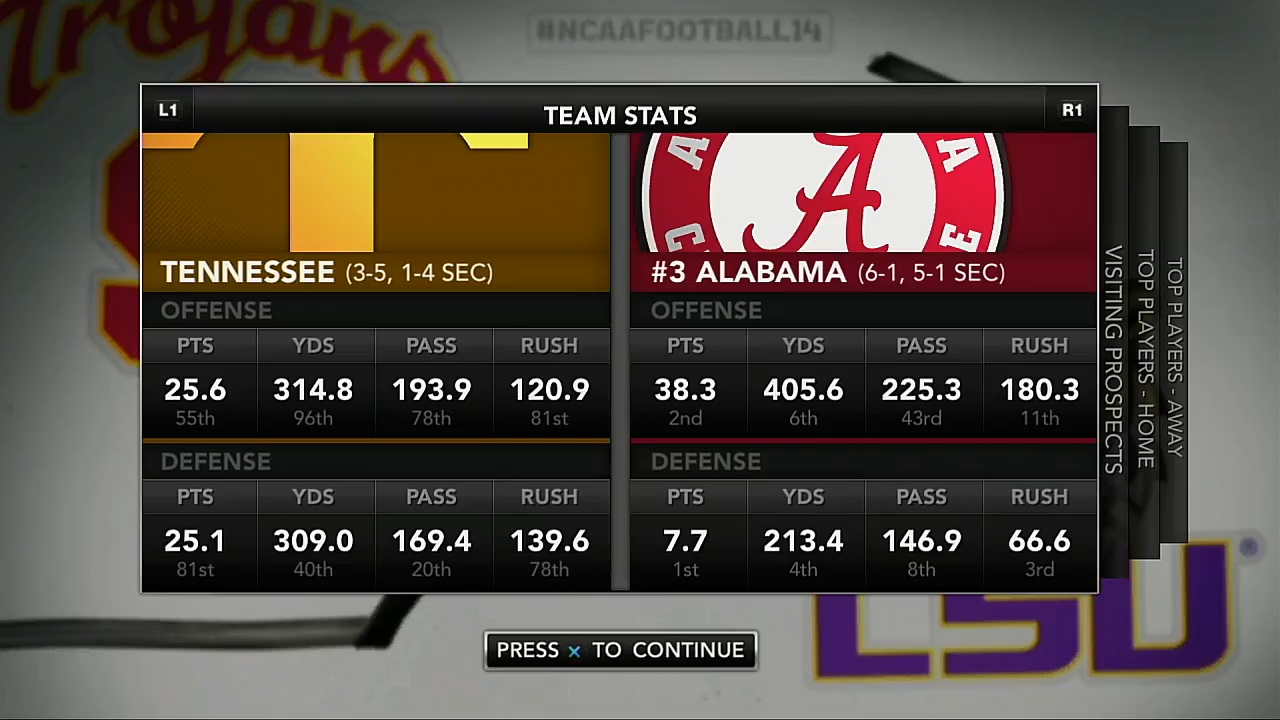 Trojans
#NCAAFOOTBALL14
L1 TEAM STATS R1
TENNESSEE (3-5, 1-4 SEC)
OFFENSE
PTS YDS PASS RUSH
25.6 314.8 193.9 120.9
55th 96th 78th 81st
DEFENSE
PTS YDS PASS RUSH
25.1 309.0 169.4 139.6
81st 40th 20th 78th
#3 ALABAMA (6-1, 5-1 SEC)
OFFENSE
PTS YDS PASS RUSH
38.3 405.6 225.3 180.3
2nd 6th 43rd 11th
DEFENSE
PTS YDS PASS RUSH
7.7 213.4 146.9 66.6
1st 4th 8th 3rd
VISITING PROSPECTS
TOP PLAYERS - HOME
TOP PLAYERS - AWAY
LSU®
PRESS × TO CONTINUE